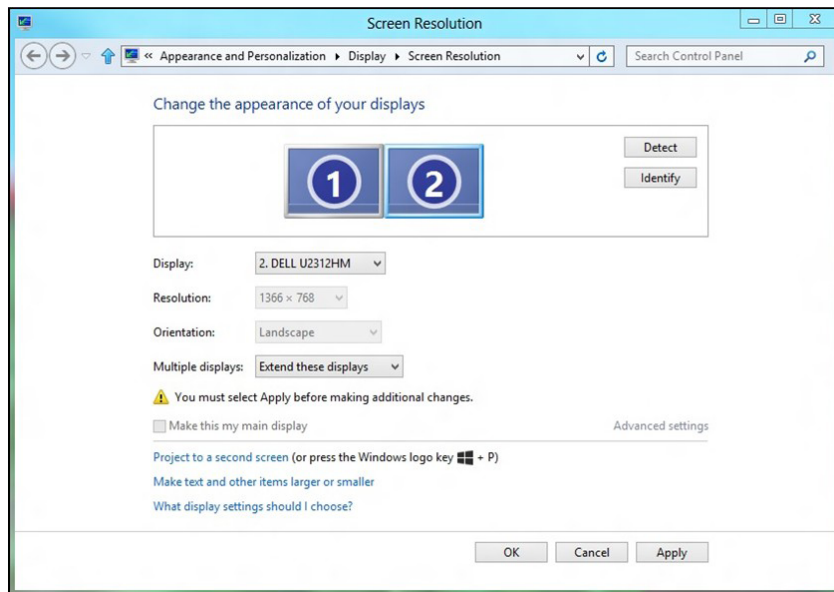 Screen Resolution
« Appearance and Personalization ▸ Display ▸ Screen Resolution
Search Control Panel
Change the appearance of your displays
1 2
Detect
Identify
Display: 2. DELL U2312HM
Resolution: 1366 × 768
Orientation: Landscape
Multiple displays: Extend these displays
You must select Apply before making additional changes.
Make this my main display
Advanced settings
Project to a second screen (or press the Windows logo key + P)
Make text and other items larger or smaller
What display settings should I choose?
OK Cancel Apply